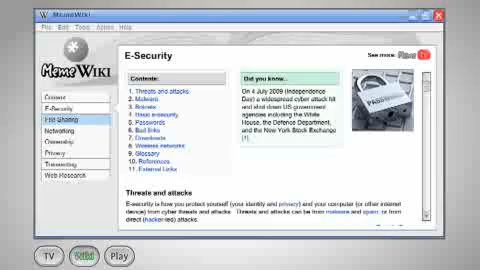 MemeWiki
File Edit Tools Apps Help
MemeWiki
E-Security
See more: Meme TV
Content
E-Security
File Sharing
Networking
Ownership
Privacy
Transacting
Web Research
Contents:
1. Threats and attacks
2. Malware
3. Botnets
4. Basic e-security
5. Passwords
6. Bad links
7. Downloads
8. Wireless networks
9. Glossary
10. References
11. External Links
Did you know...
On 4 July 2009 (Independence
Day) a widespread cyber attack hit
and shut down US government
agencies including the White
House, the Defence Department,
and the New York Stock Exchange
[1].
PASSWORD
Threats and attacks
E-security is how you protect yourself (your identity and privacy) and your computer (or other internet
device) from cyber threats and attacks. Threats and attacks can be from malware and spam, or from
direct (hacker-led) attacks.
TV
Wiki
Play